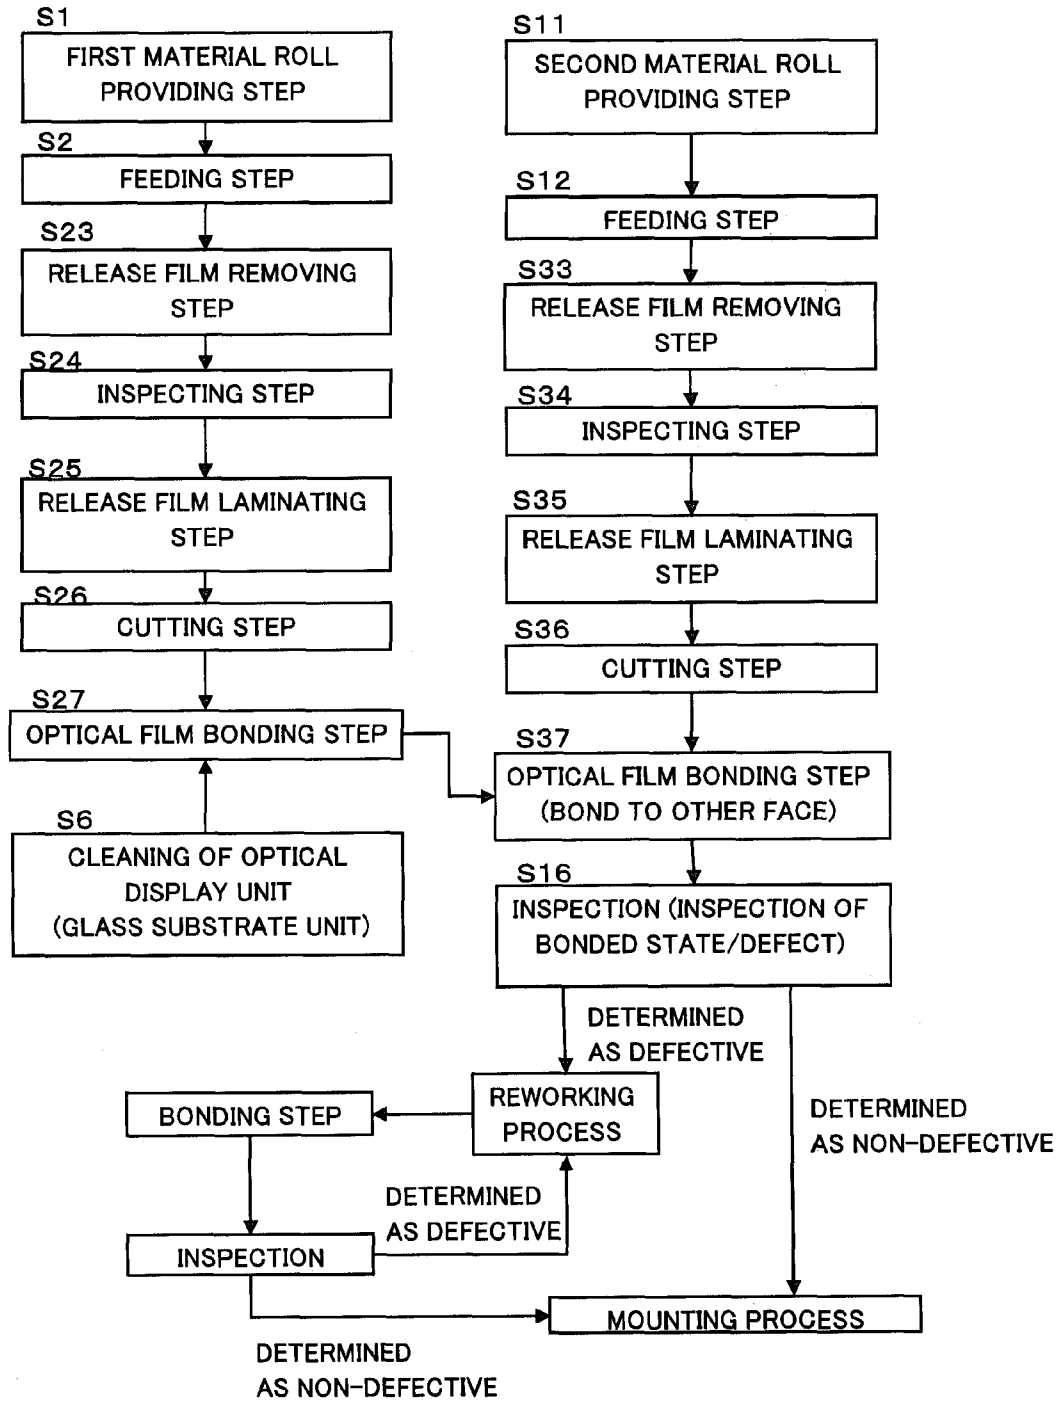 S1
FIRST MATERIAL ROLL
PROVIDING STEP
S2
FEEDING STEP
S23
RELEASE FILM REMOVING
STEP
S24
INSPECTING STEP
S25
RELEASE FILM LAMINATING
STEP
S26
CUTTING STEP
S27
OPTICAL FILM BONDING STEP
S6
CLEANING OF OPTICAL
DISPLAY UNIT
(GLASS SUBSTRATE UNIT)
S11
SECOND MATERIAL ROLL
PROVIDING STEP
S12
FEEDING STEP
S33
RELEASE FILM REMOVING
STEP
S34
INSPECTING STEP
S35
RELEASE FILM LAMINATING
STEP
S36
CUTTING STEP
S37
OPTICAL FILM BONDING STEP
(BOND TO OTHER FACE)
S16
INSPECTION (INSPECTION OF
BONDED STATE/DEFECT)
DETERMINED
AS DEFECTIVE
REWORKING
PROCESS
BONDING STEP
DETERMINED
AS NON-DEFECTIVE
DETERMINED
AS DEFECTIVE
INSPECTION
MOUNTING PROCESS
DETERMINED
AS NON-DEFECTIVE